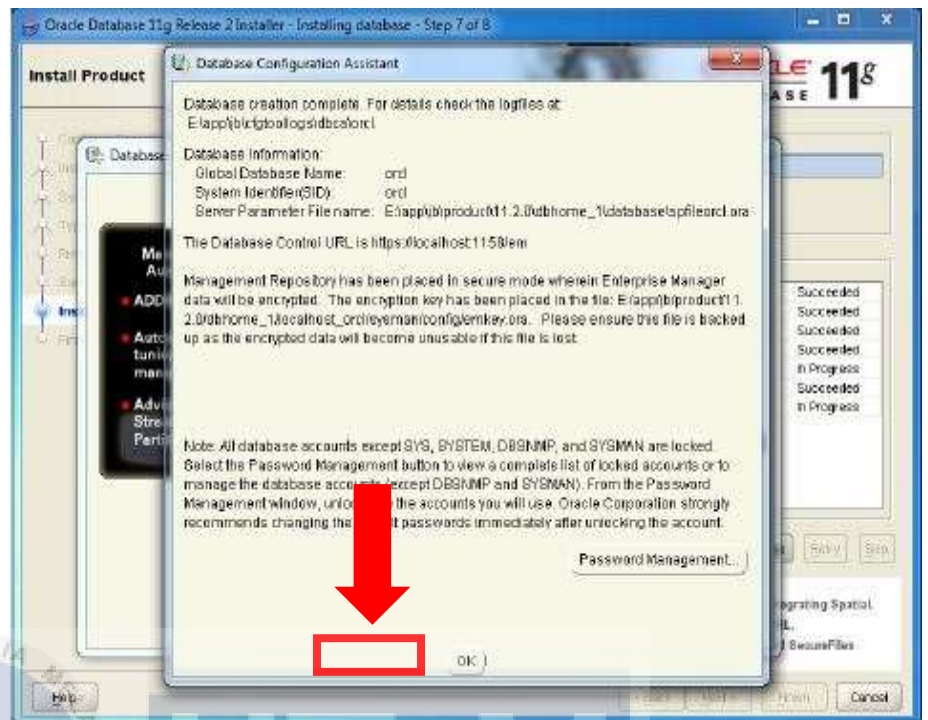 Oracle Database 11g Release 2 Installer - Installing database - Step 7 of 8
Install Product
11g
Database Configuration Assistant
Database creation complete. For details check the logfiles at:
E:\app\jb\cfgtoollogs\dbca\orcl
Database
Database Information:
Global Database Name: orcl
System Identifier(SID): orcl
Server Parameter File name: E:\app\jb\product\11.2.0\dbhome_1\database\spfileorcl.ora
The Database Control URL is https://localhost:1158/em
Management Repository has been placed in secure mode wherein Enterprise Manager
data will be encrypted. The encryption key has been placed in the file: E:/app/jb/product/11.
2.0/dbhome_1/localhost_orcl/sysman/config/emkey.ora. Please ensure this file is backed
up as the encrypted data will become unusable if this file is lost.
Succeeded
Succeeded
Succeeded
Succeeded
In Progress
Succeeded
In Progress
Note: All database accounts except SYS, SYSTEM, DBSNMP, and SYSMAN are locked.
Select the Password Management button to view a complete list of locked accounts or to
manage the database accounts (except DBSNMP and SYSMAN). From the Password
Management window, the accounts you will use. Oracle Corporation strongly
recommends changing the passwords immediately after unlocking the account.
Password Management...
Retry
Spatial,
SecureFiles
OK
Help
Cancel